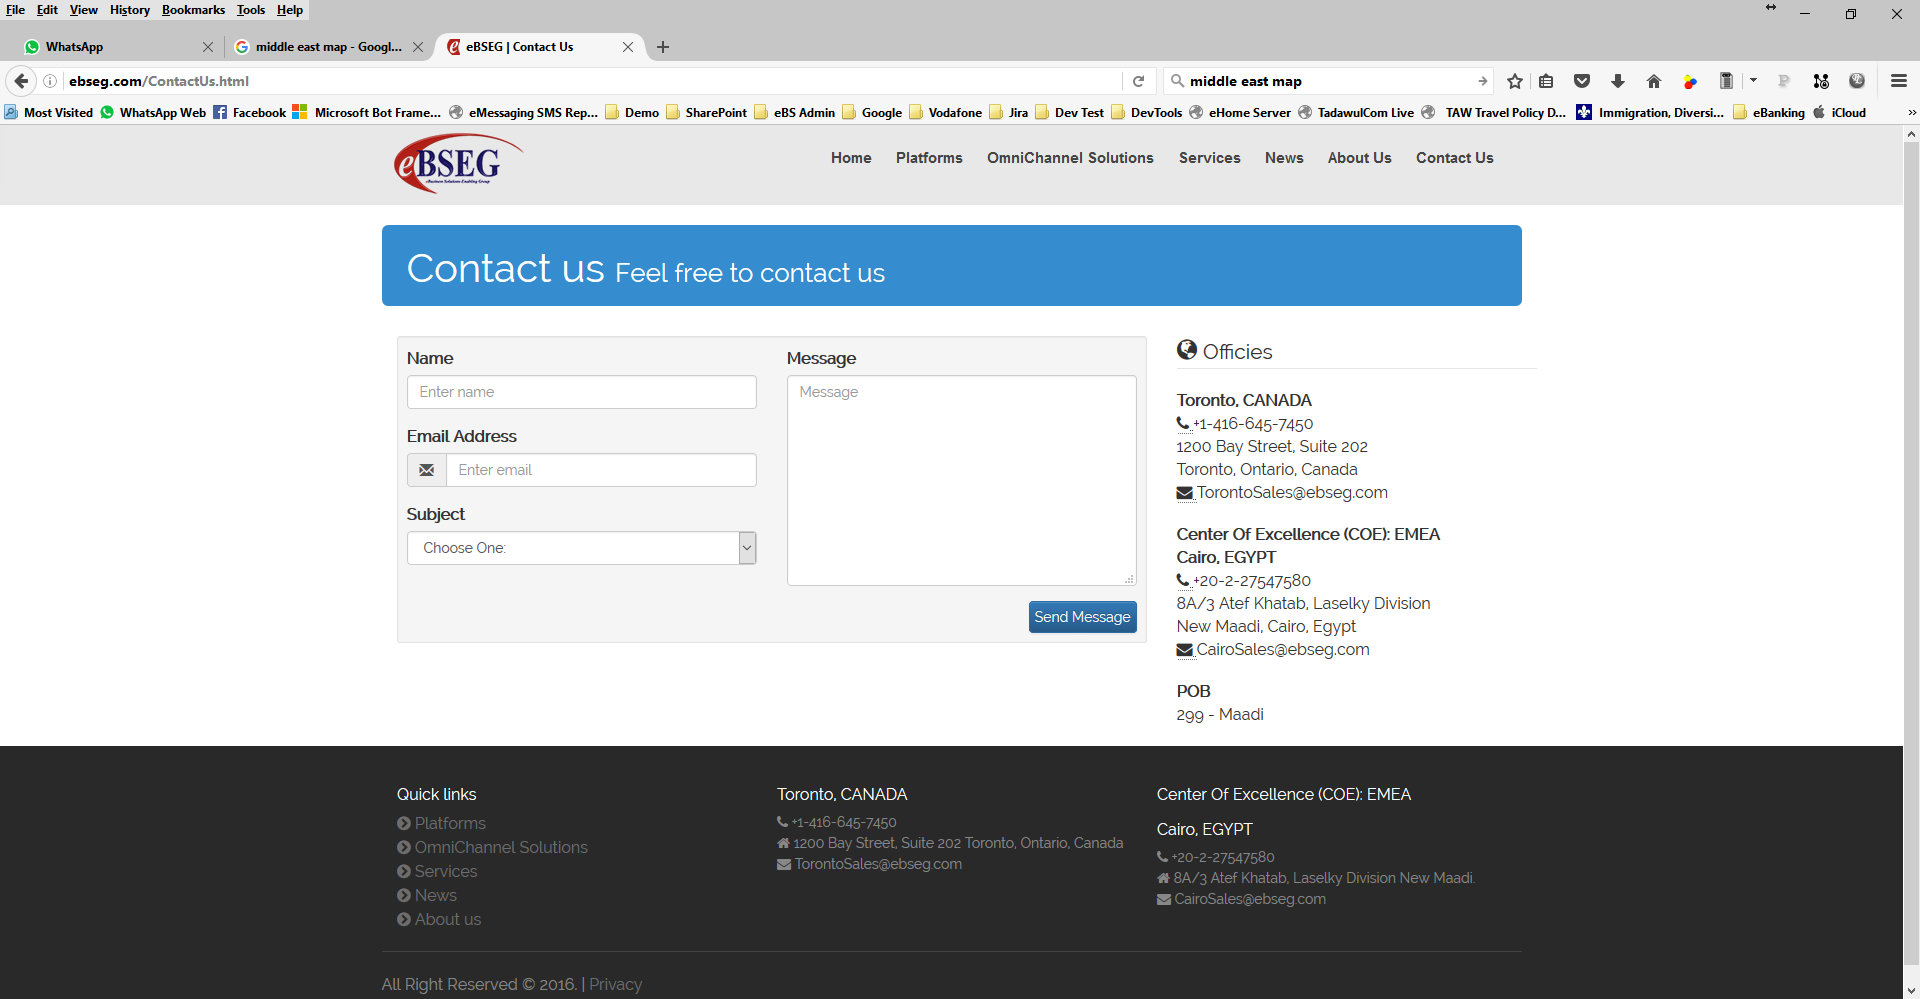 File Edit View History Bookmarks Tools Help
WhatsApp
middle east map - Googl...
eBSEG | Contact Us
ebseg.com/ContactUs.html
middle east map
Most Visited WhatsApp Web Facebook Microsoft Bot Frame... eMessaging SMS Rep... Demo SharePoint eBS Admin Google Vodafone Jira Dev Test DevTools eHome Server TadawulCom Live TAW Travel Policy D... Immigration, Diversi... eBanking iCloud
eBSEG
eBusiness Solutions Enabling Group
Home Platforms OmniChannel Solutions Services News About Us Contact Us
Contact us Feel free to contact us
Name
Enter name
Email Address
Enter email
Subject
Choose One:
Message
Message
Send Message
Officies
Toronto, CANADA
+1-416-645-7450
1200 Bay Street, Suite 202
Toronto, Ontario, Canada
TorontoSales@ebseg.com
Center Of Excellence (COE): EMEA
Cairo, EGYPT
+20-2-27547580
8A/3 Atef Khatab, Laselky Division
New Maadi, Cairo, Egypt
CairoSales@ebseg.com
POB
299 - Maadi
Quick links
Platforms
OmniChannel Solutions
Services
News
About us
Toronto, CANADA
+1-416-645-7450
1200 Bay Street, Suite 202 Toronto, Ontario, Canada
TorontoSales@ebseg.com
Center Of Excellence (COE): EMEA
Cairo, EGYPT
+20-2-27547580
8A/3 Atef Khatab, Laselky Division New Maadi.
CairoSales@ebseg.com
All Right Reserved © 2016. | Privacy